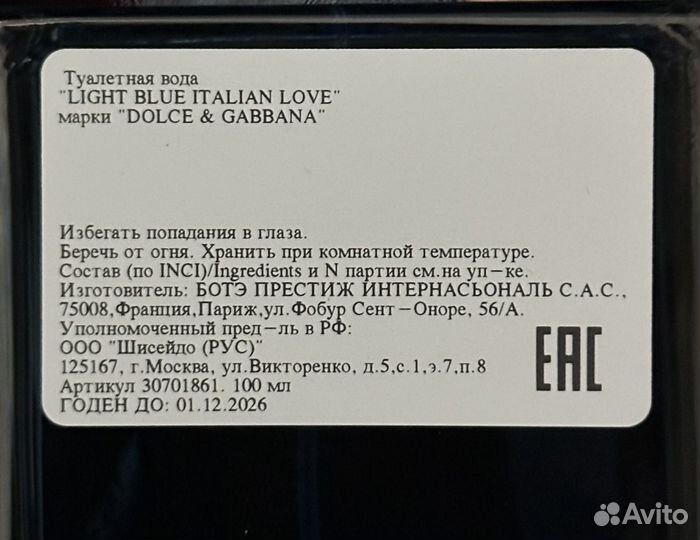 Туалетная вода
"LIGHT BLUE ITALIAN LOVE"
марки "DOLCE & GABBANA"
Избегать попадания в глаза.
Беречь от огня. Хранить при комнатной температуре.
Состав (по INCI)/Ingredients и N партии см.на уп-ке.
Изготовитель: БОТЭ ПРЕСТИЖ ИНТЕРНАСЬОНАЛЬ С.А.С.,
75008,Франция,Париж,ул.Фобур Сент-Оноре, 56/А.
Уполномоченный пред-ль в РФ:
ООО "Шисейдо (РУС)"
125167, г.Москва, ул.Викторенко, д.5,с.1,э.7,п.8
Артикул 30701861. 100 мл
ГОДЕН ДО: 01.12.2026
EAC
Avito